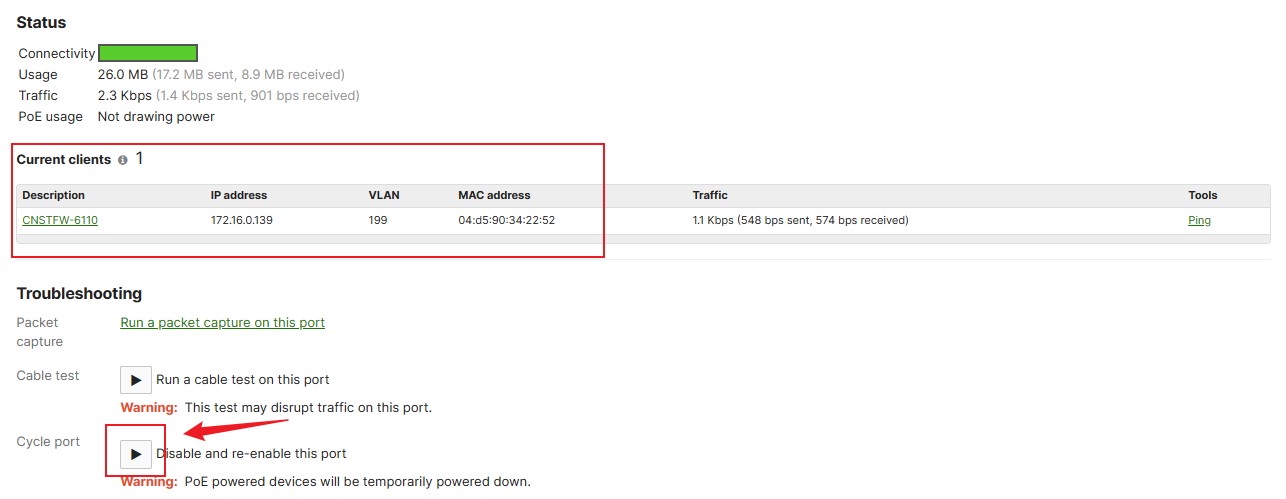 Status
Connectivity
Usage 26.0 MB (17.2 MB sent, 8.9 MB received)
Traffic 2.3 Kbps (1.4 Kbps sent, 901 bps received)
PoE usage Not drawing power
Current clients 1
Description IP address VLAN MAC address Traffic Tools
CNSTFW-6110 172.16.0.139 199 04:d5:90:34:22:52 1.1 Kbps (548 bps sent, 574 bps received) Ping
Troubleshooting
Packet capture Run a packet capture on this port
Cable test Run a cable test on this port
Warning: This test may disrupt traffic on this port.
Cycle port Disable and re-enable this port
Warning: PoE powered devices will be temporarily powered down.